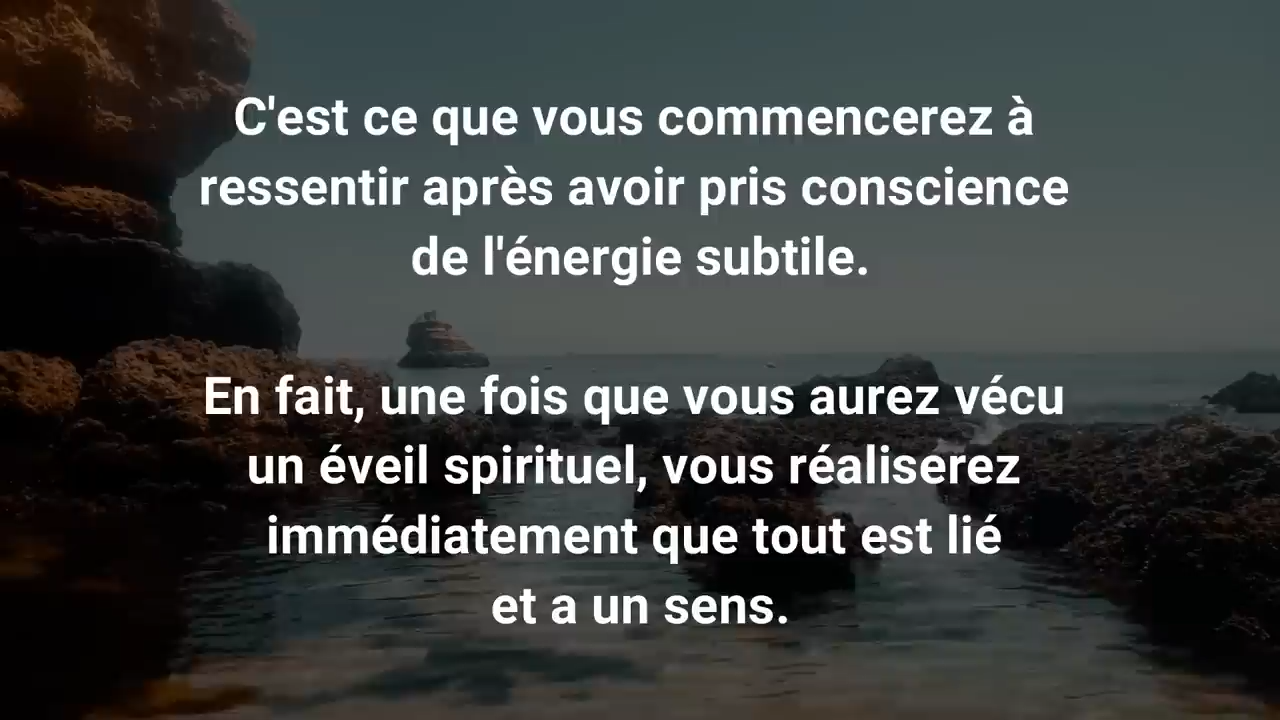 C'est ce que vous commencerez à
ressentir après avoir pris conscience
de l'énergie subtile.
En fait, une fois que vous aurez vécu
un éveil spirituel, vous réaliserez
immédiatement que tout est lié
et a un sens.